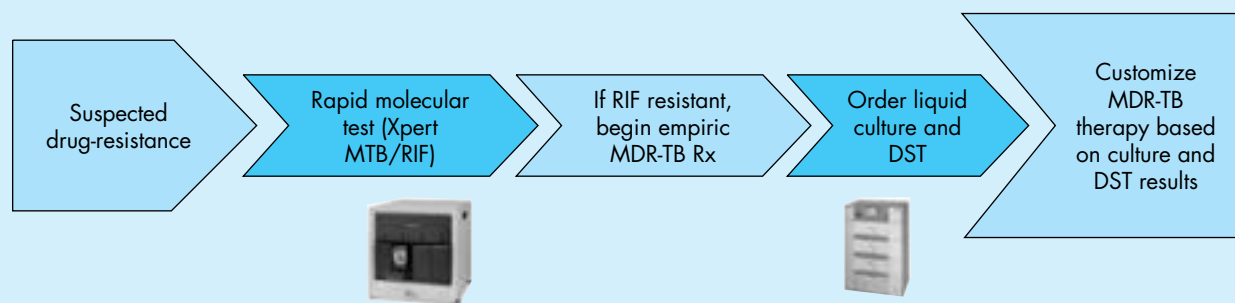 Suspected
drug-resistance
Rapid molecular
test (Xpert
MTB/RIF)
If RIF resistant,
begin empiric
MDR-TB Rx
Order liquid
culture and
DST
Customize
MDR-TB
therapy based
on culture and
DST results